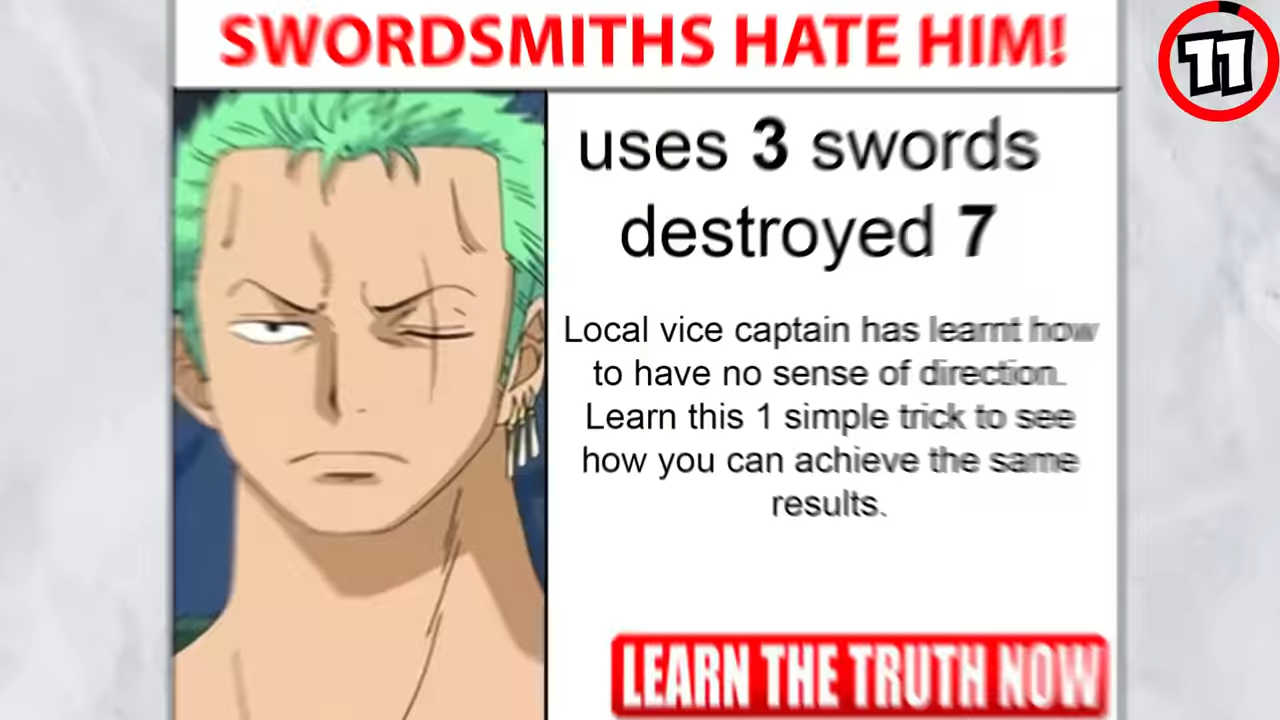 SWORDSMITHS HATE HIM!
11
uses 3 swords
destroyed 7
Local vice captain has learnt how
to have no sense of direction.
Learn this 1 simple trick to see
how you can achieve the same
results.
LEARN THE TRUTH NOW